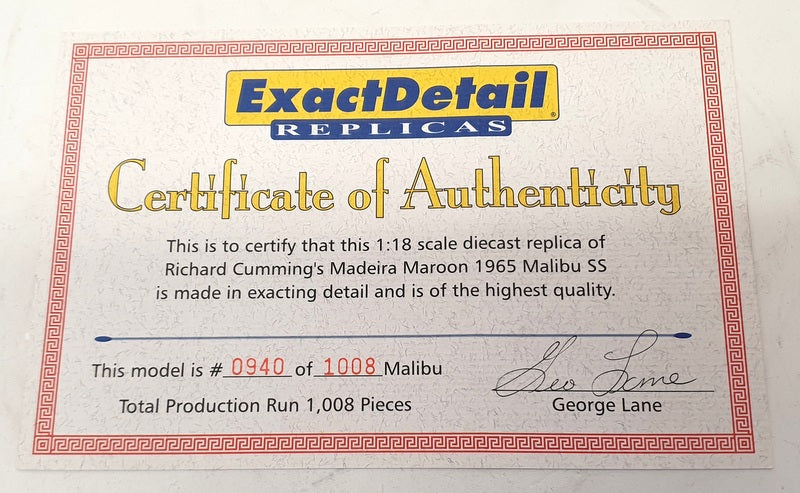 ExactDetail®
REPLICAS
Certificate of Authenticity
This is to certify that this 1:18 scale diecast replica of
Richard Cumming's Madeira Maroon 1965 Malibu SS
is made in exacting detail and is of the highest quality.
This model is # 0940 of 1008 Malibu
Geo Lane
Total Production Run 1,008 Pieces
George Lane